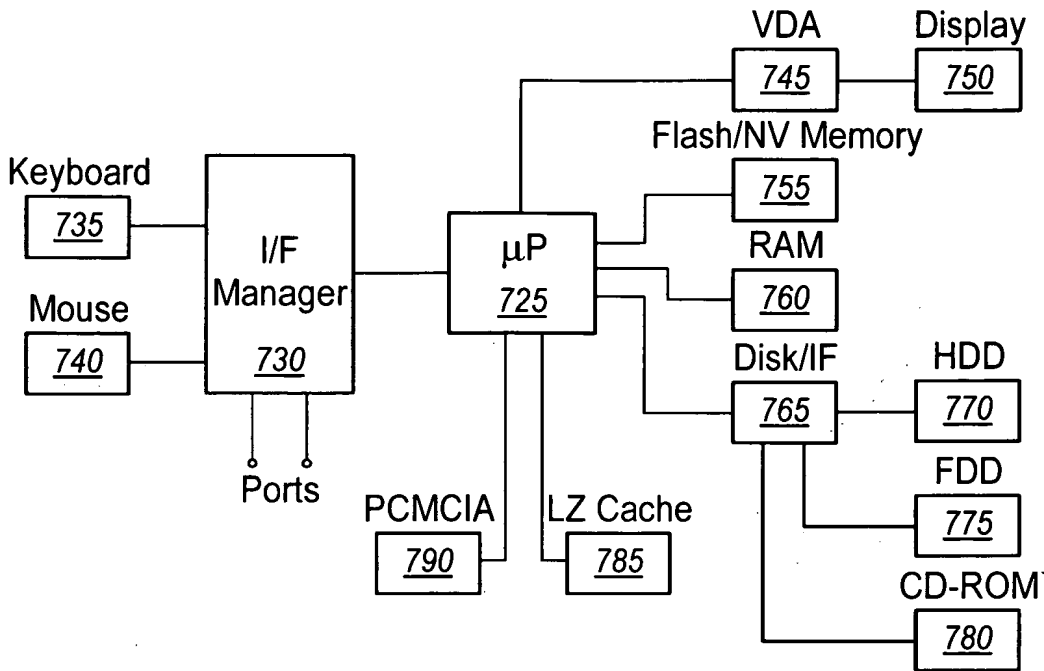 VDA
745
Display
750
Flash/NV Memory
755
Keyboard
735
I/F
Manager
730
μP
725
RAM
760
Mouse
740
Disk/IF
765
HDD
770
Ports
FDD
775
PCMCIA
790
LZ Cache
785
CD-ROM
780